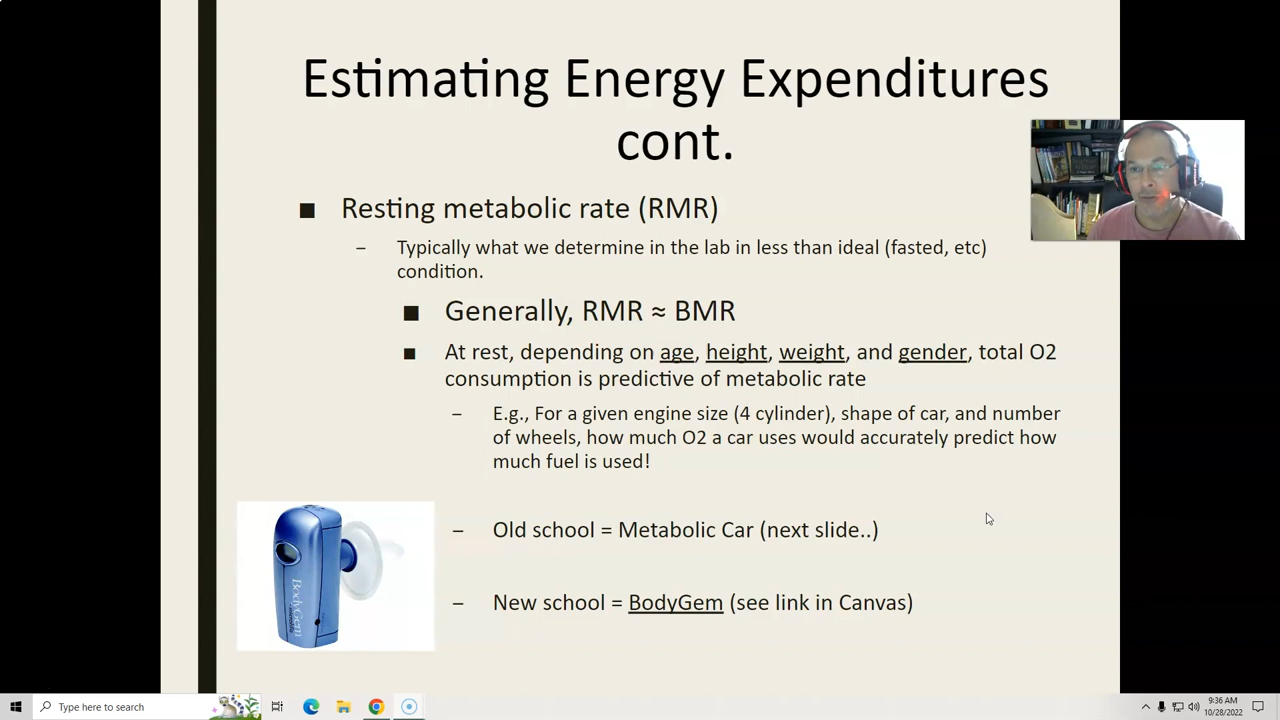 Estimating Energy Expenditures
cont.
■ Resting metabolic rate (RMR)
– Typically what we determine in the lab in less than ideal (fasted, etc)
condition.
■ Generally, RMR ≈ BMR
■ At rest, depending on age, height, weight, and gender, total O2
consumption is predictive of metabolic rate
– E.g., For a given engine size (4 cylinder), shape of car, and number
of wheels, how much O2 a car uses would accurately predict how
much fuel is used!
– Old school = Metabolic Car (next slide..)
BodyGem
– New school = BodyGem (see link in Canvas)
Type here to search
9:36 AM
10/28/2022